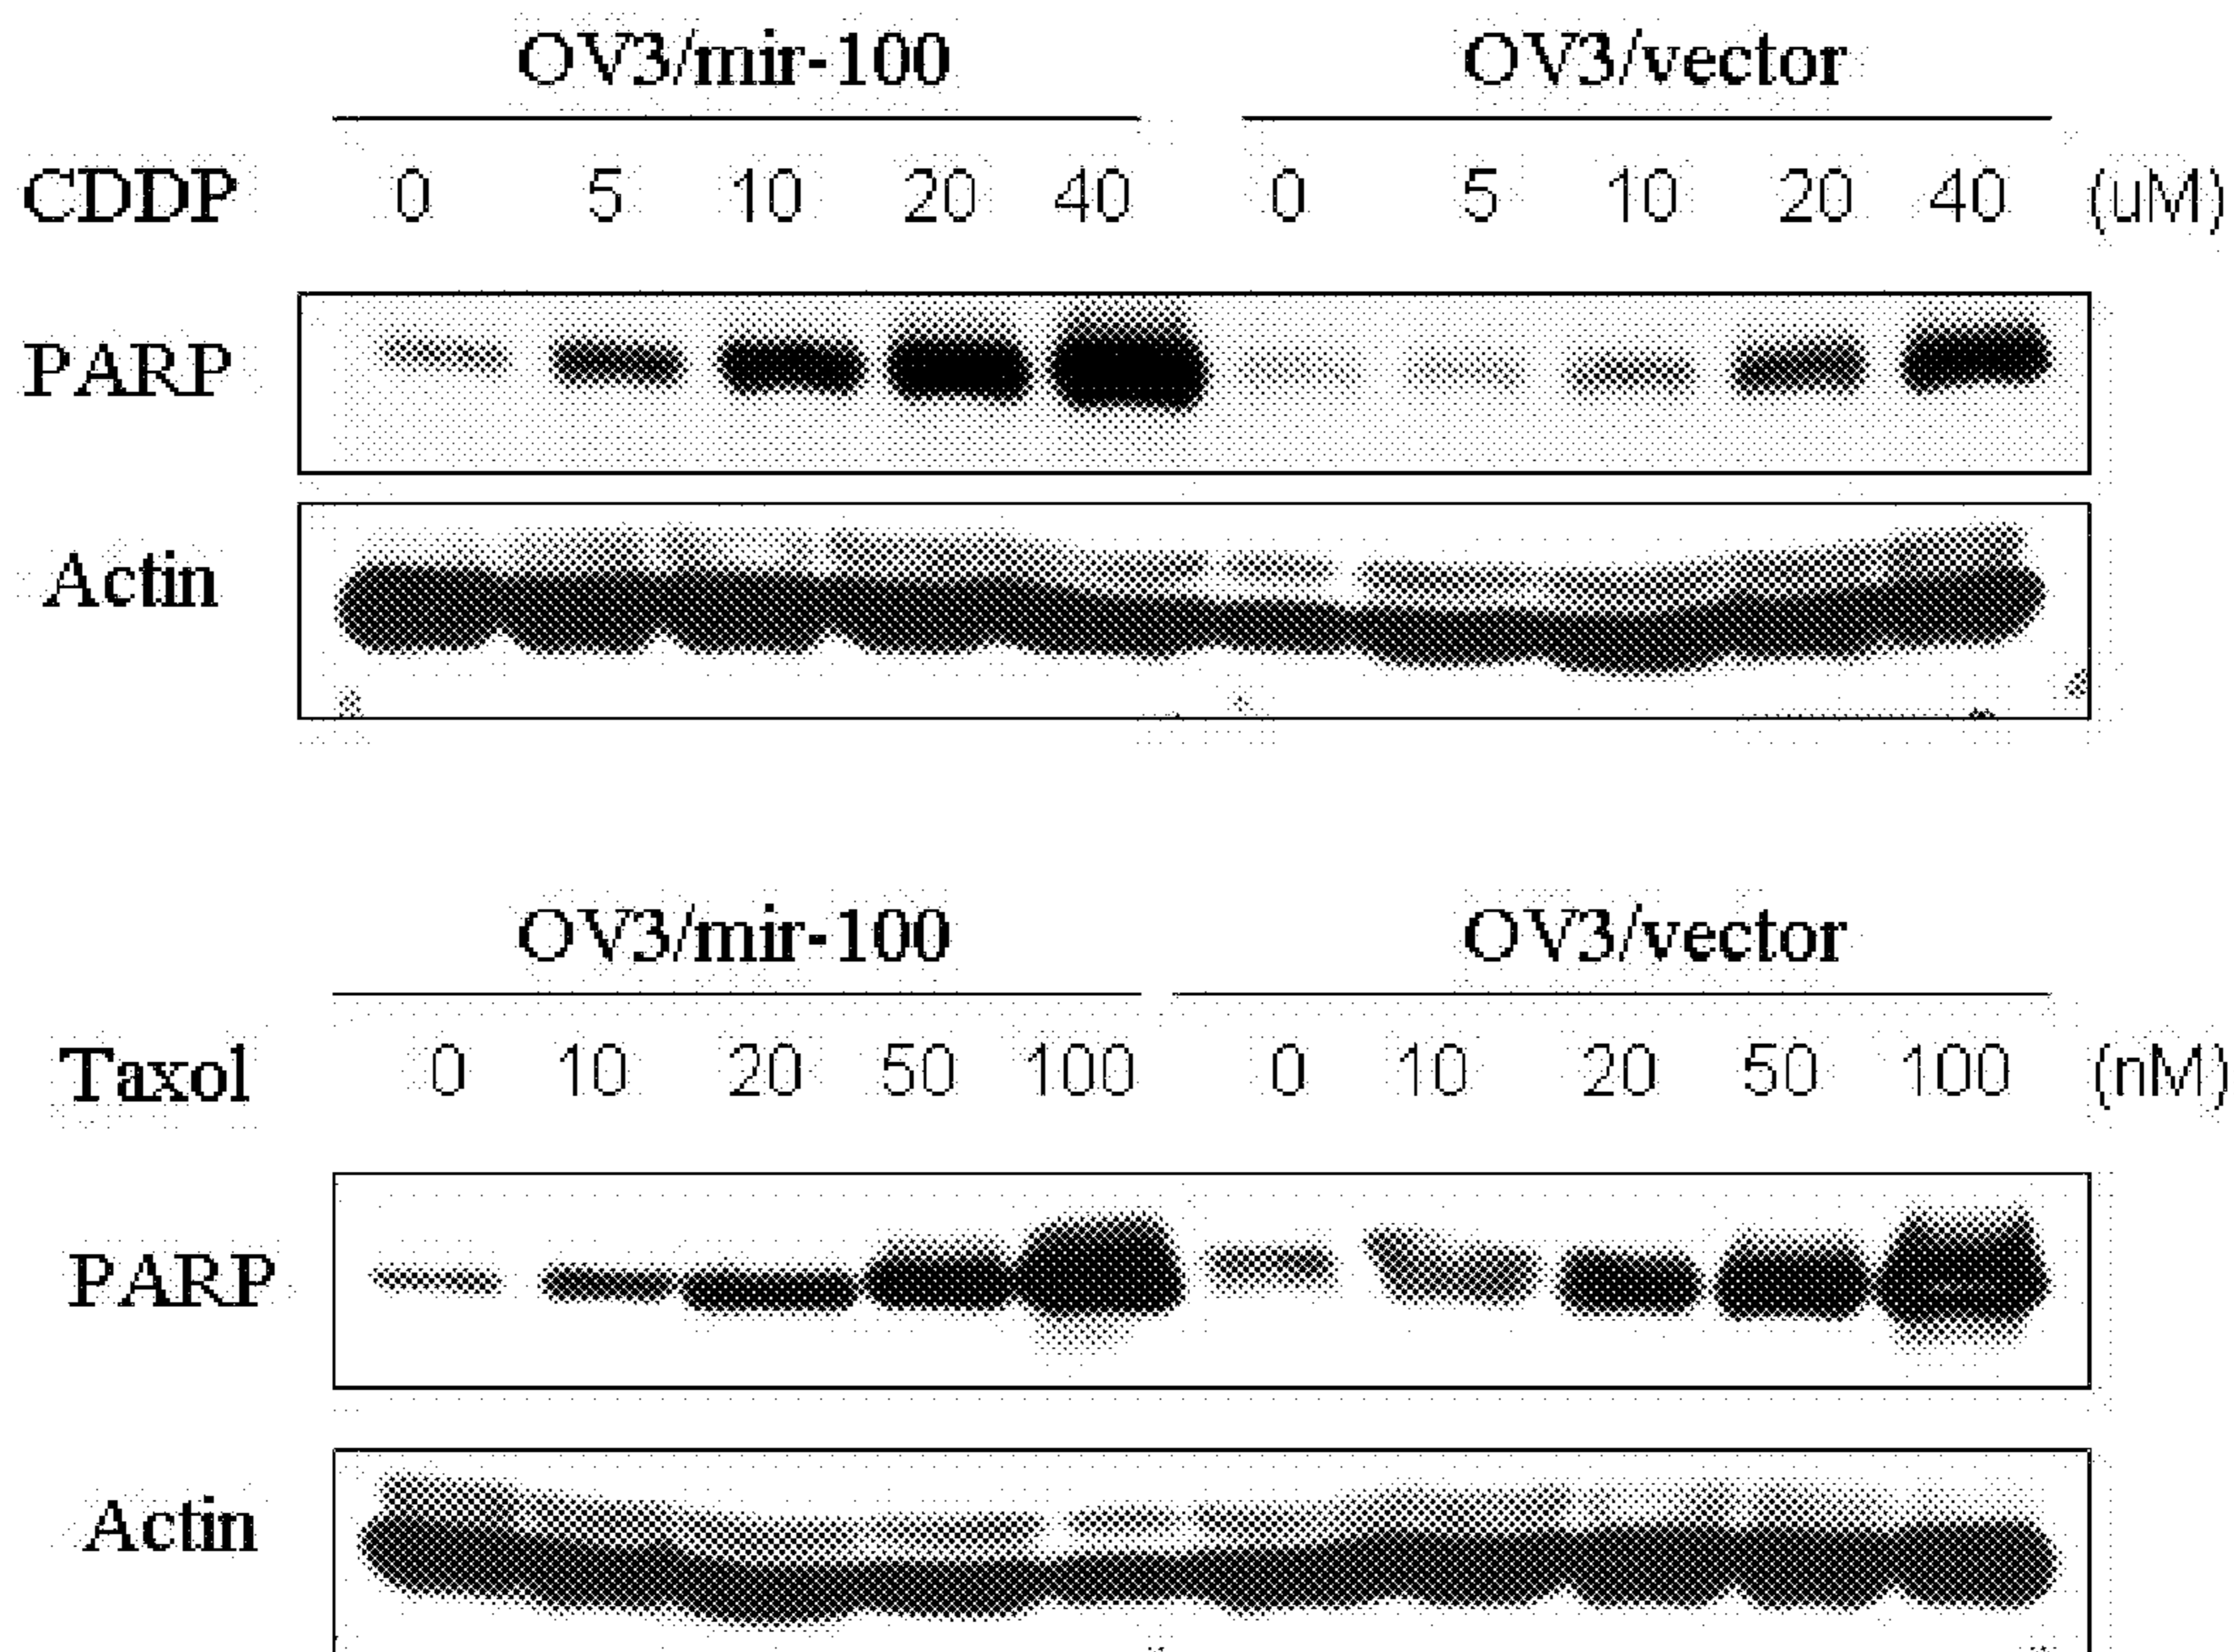 OV3/mir-100 OV3/vector
CDDP 0 5 10 20 40 0 5 10 20 40 (uM)
PARP
Actin
OV3/mir-100 OV3/vector
Taxol 0 10 20 50 100 0 10 20 50 100 (nM)
PARP
Actin